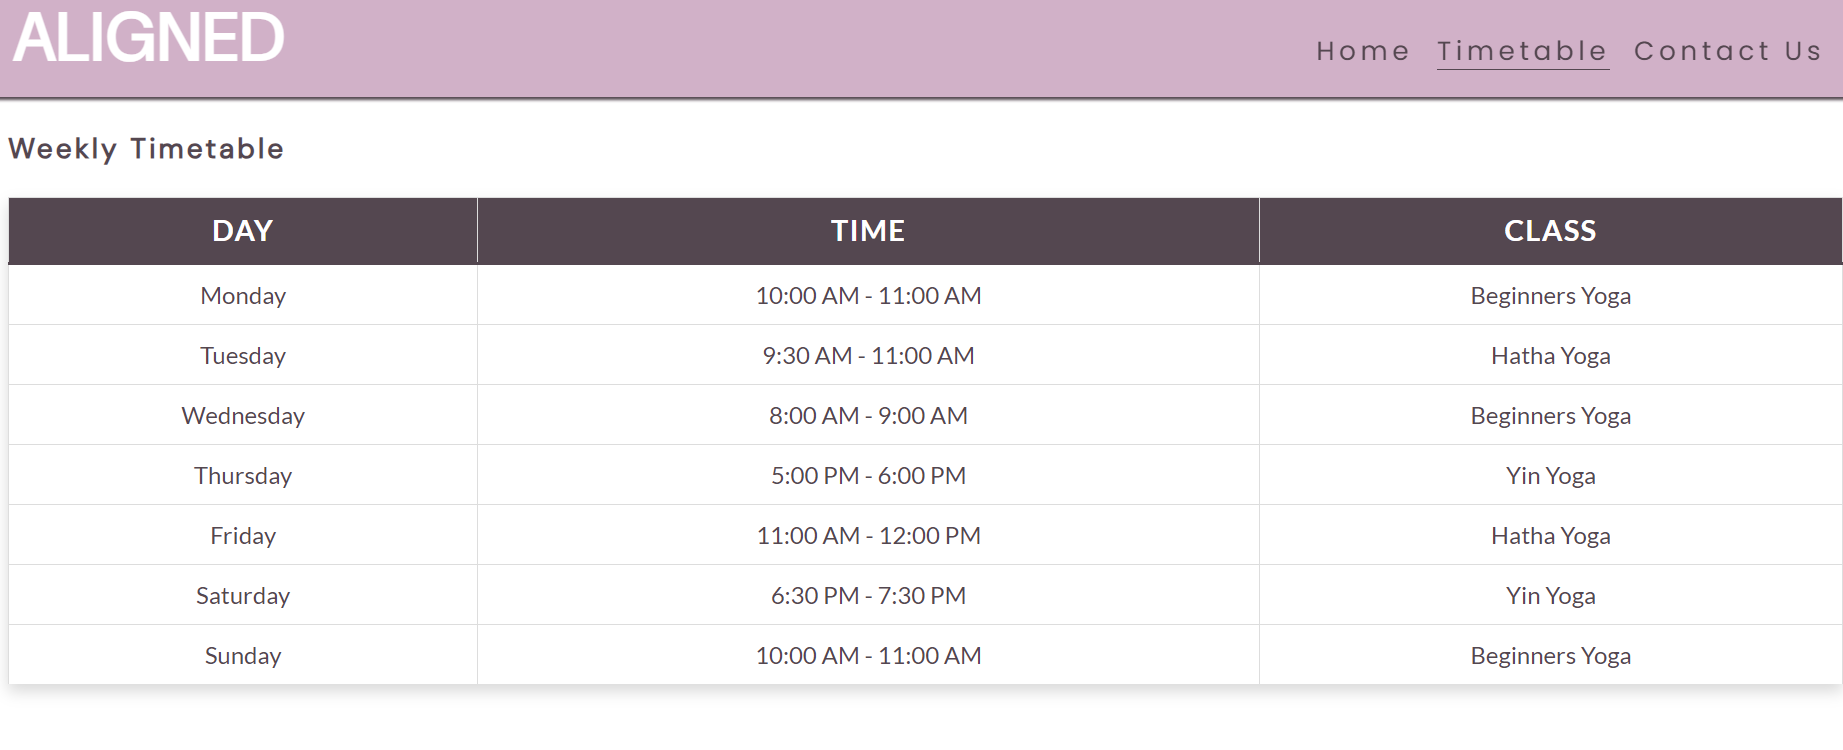 ALIGNED
Home Timetable Contact Us
Weekly Timetable
DAY TIME CLASS
Monday 10:00 AM - 11:00 AM Beginners Yoga
Tuesday 9:30 AM - 11:00 AM Hatha Yoga
Wednesday 8:00 AM - 9:00 AM Beginners Yoga
Thursday 5:00 PM - 6:00 PM Yin Yoga
Friday 11:00 AM - 12:00 PM Hatha Yoga
Saturday 6:30 PM - 7:30 PM Yin Yoga
Sunday 10:00 AM - 11:00 AM Beginners Yoga